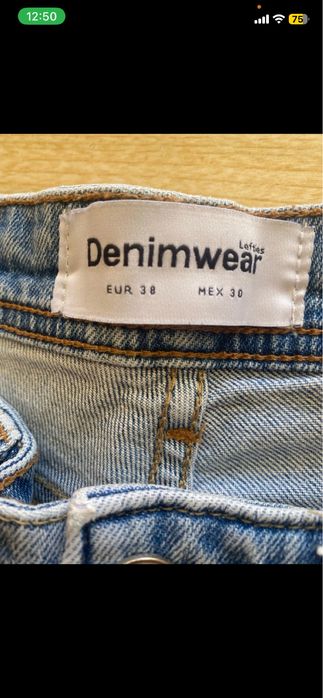 12:50
75
Lefties
Denimwear
EUR 38 MEX 30